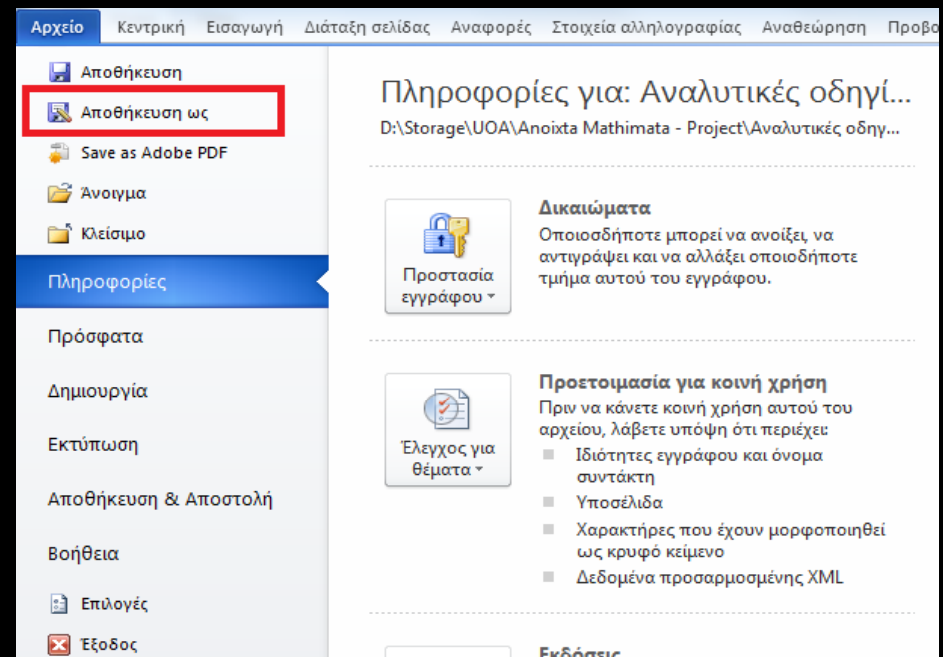 Αρχείο Κεντρική Εισαγωγή Διάταξη σελίδας Αναφορές Στοιχεία αλληλογραφίας Αναθεώρηση Προβο
Αποθήκευση
Αποθήκευση ως
Save as Adobe PDF
Άνοιγμα
Κλείσιμο
Πληροφορίες
Πρόσφατα
Δημιουργία
Εκτύπωση
Αποθήκευση & Αποστολή
Βοήθεια
Επιλογές
Έξοδος
Πληροφορίες για: Αναλυτικές οδηγί...
D:\Storage\UOA\Anoixta Mathimata - Project\Αναλυτικές οδηγ...
Προστασία
εγγράφου
Δικαιώματα
Οποιοσδήποτε μπορεί να ανοίξει, να
αντιγράψει και να αλλάξει οποιοδήποτε
τμήμα αυτού του εγγράφου.
Έλεγχος για
θέματα
Προετοιμασία για κοινή χρήση
Πριν να κάνετε κοινή χρήση αυτού του
αρχείου, λάβετε υπόψη ότι περιέχει:
Ιδιότητες εγγράφου και όνομα
συντάκτη
Υποσέλιδα
Χαρακτήρες που έχουν μορφοποιηθεί
ως κρυφό κείμενο
Δεδομένα προσαρμοσμένης XML
Εκδόσεις